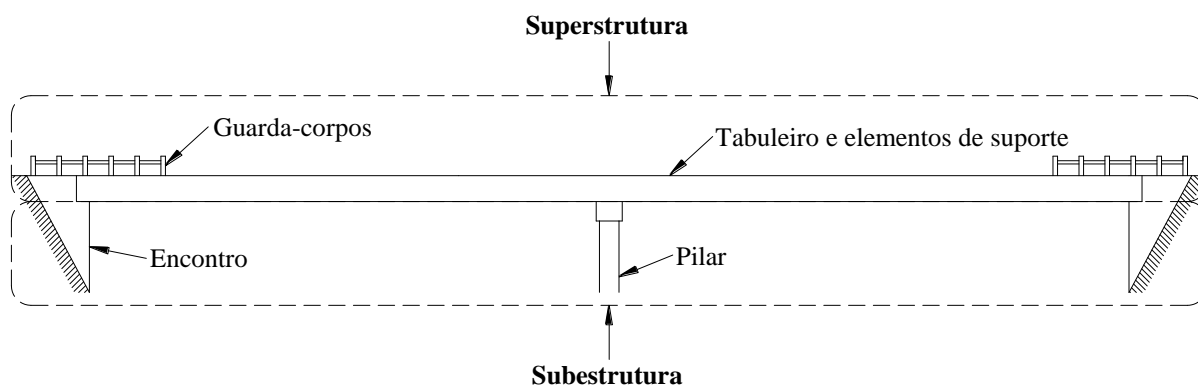 Superstrutura
Guarda-corpos
Tabuleiro e elementos de suporte
Encontro
Pilar
Subestrutura